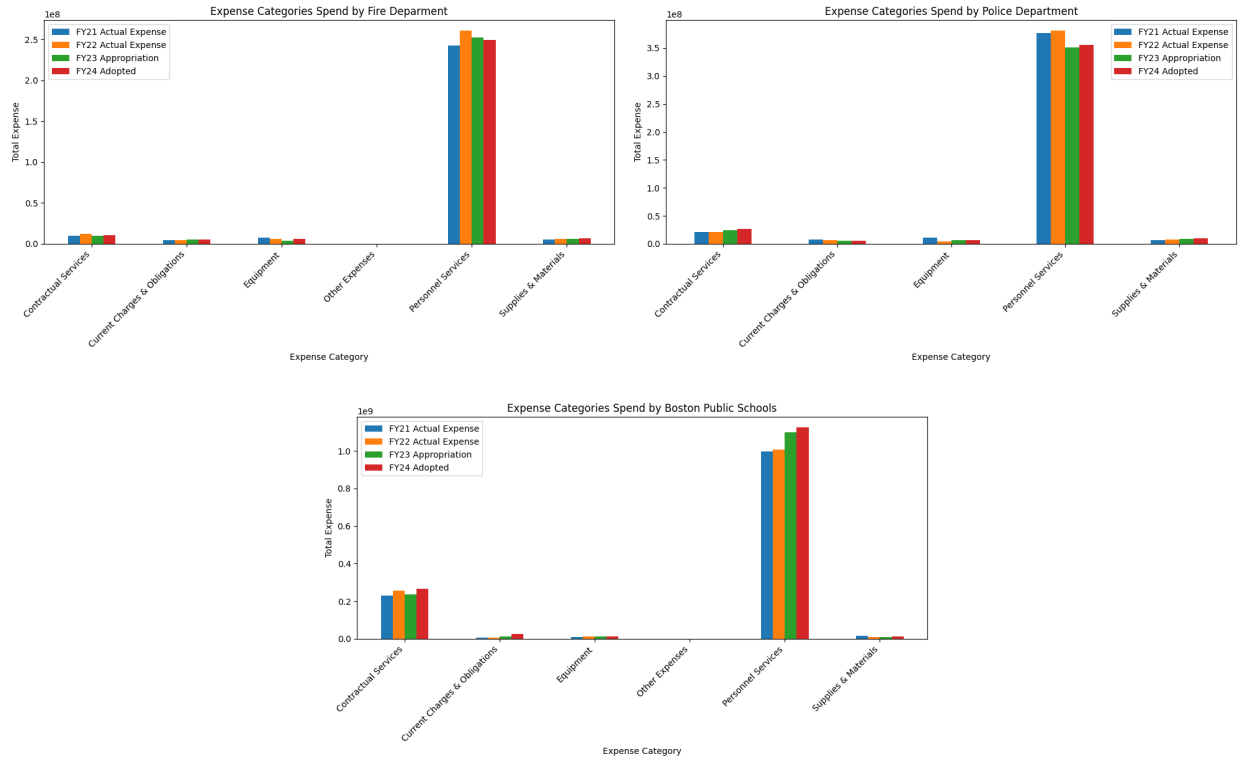 Expense Categories Spend by Fire Deparment
1e8
FY21 Actual Expense
FY22 Actual Expense
FY23 Appropriation
FY24 Adopted
2.5
2.0
1.5
1.0
0.5
0.0
Total Expense
Contractual Services
Current Charges & Obligations
Equipment
Other Expenses
Personnel Services
Supplies & Materials
Expense Category
Expense Categories Spend by Police Department
1e8
FY21 Actual Expense
FY22 Actual Expense
FY23 Appropriation
FY24 Adopted
3.5
3.0
2.5
2.0
1.5
1.0
0.5
0.0
Total Expense
Contractual Services
Current Charges & Obligations
Equipment
Personnel Services
Supplies & Materials
Expense Category
Expense Categories Spend by Boston Public Schools
1e9
FY21 Actual Expense
FY22 Actual Expense
FY23 Appropriation
FY24 Adopted
1.0
0.8
0.6
0.4
0.2
0.0
Total Expense
Contractual Services
Current Charges & Obligations
Equipment
Other Expenses
Personnel Services
Supplies & Materials
Expense Category